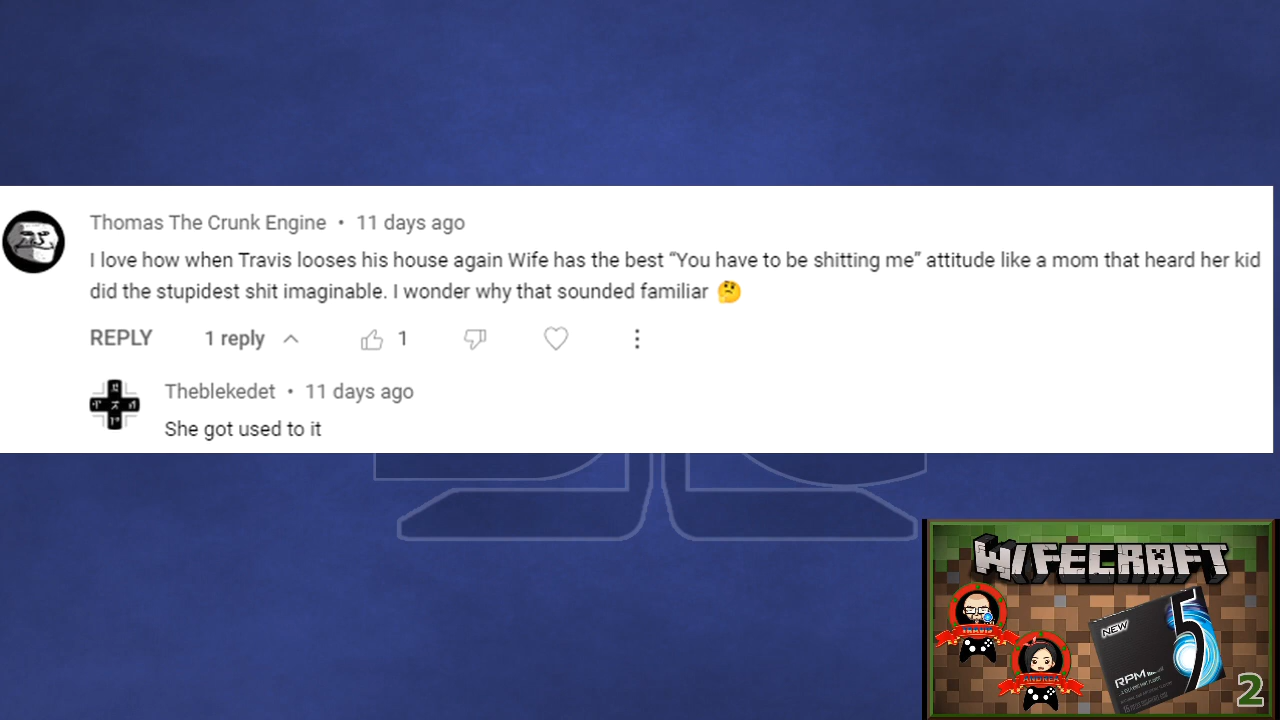 Thomas The Crunk Engine • 11 days ago
I love how when Travis looses his house again Wife has the best “You have to be shitting me” attitude like a mom that heard her kid
did the stupidest shit imaginable. I wonder why that sounded familiar 🤔
REPLY 1 reply 1
Theblekedet • 11 days ago
She got used to it
WIFECRAFT
TRAVIS
NEW
5
ANDREA
RPM
2